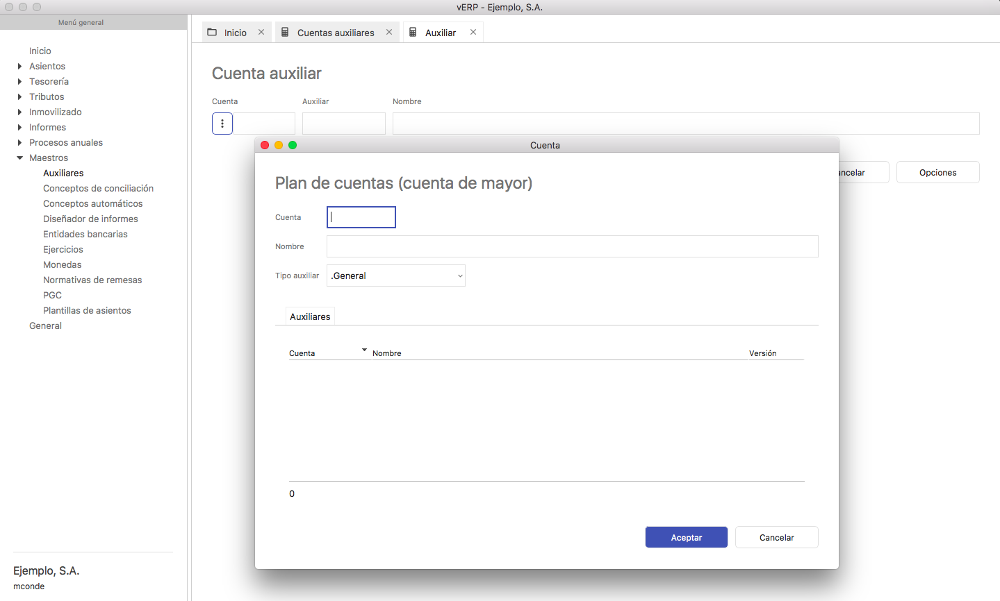 vERP - Ejemplo, S.A.
Menú general
Inicio
Asientos
Tesorería
Tributos
Inmovilizado
Informes
Procesos anuales
Maestros
Auxiliares
Conceptos de conciliación
Conceptos automáticos
Diseñador de informes
Entidades bancarias
Ejercicios
Monedas
Normativas de remesas
PGC
Plantillas de asientos
General
Ejemplo, S.A.
mconde
Inicio Cuentas auxiliares Auxiliar
Cuenta auxiliar
Cuenta Auxiliar Nombre
ancelar Opciones
Cuenta
Plan de cuentas (cuenta de mayor)
Cuenta
Nombre
Tipo auxiliar .General
Auxiliares
Cuenta Nombre Versión
0
Aceptar Cancelar